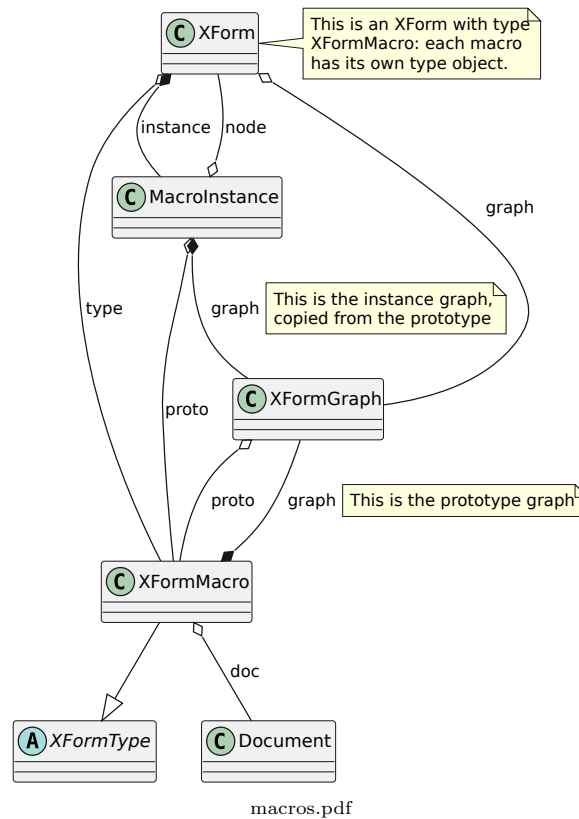 C XForm
This is an XForm with type
XFormMacro: each macro
has its own type object.
instance
node
C MacroInstance
graph
type
graph
This is the instance graph,
copied from the prototype
proto
C XFormGraph
proto
graph
This is the prototype graph
C XFormMacro
doc
A XFormType
C Document
macros.pdf